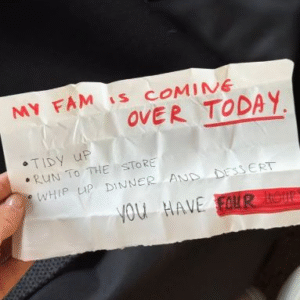 MY FAM IS COMING
OVER TODAY.
• TIDY UP
• RUN TO THE STORE
• WHIP UP DINNER AND DESSERT
YOU HAVE FOUR